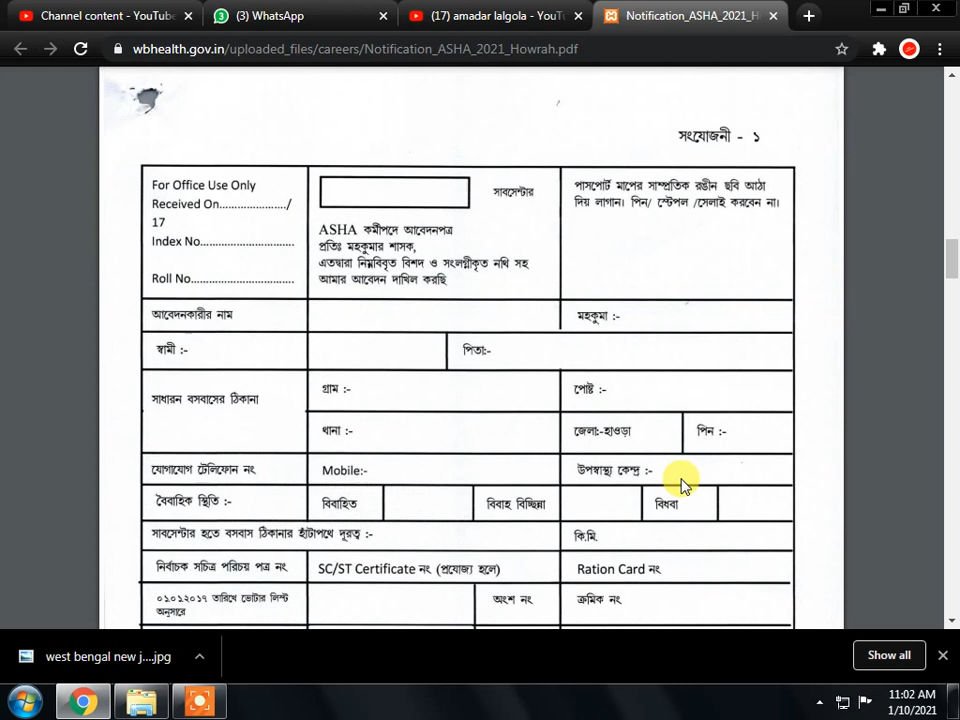 Channel content - YouTube
(3) WhatsApp
(17) amadar lalgola - YouT
Notification_ASHA_2021_H
wbhealth.gov.in/uploaded_files/careers/Notification_ASHA_2021_Howrah.pdf
সংযোজনী - ১
For Office Use Only
Received On...................../
17
Index No.............................
Roll No...............................
সাবসেন্টার
ASHA কর্মীপদে আবেদনপত্র
প্রতিঃ মহকুমার শাসক,
এতদ্বারা নিম্নবিবৃত বিশদ ও সংলগ্নীকৃত নথি সহ
আমার আবেদন দাখিল করছি
পাসপোর্ট মাপের সাম্প্রতিক রঙীন ছবি আঠা
দিয় লাগান। পিন/ স্টেপল /সেলাই করবেন না।
আবেদনকারীর নাম
মহকুমা :-
স্বামী :-
পিতা:-
সাধারন বসবাসের ঠিকানা
গ্রাম :-
পোষ্ট :-
থানা :-
জেলা:-হাওড়া
পিন :-
যোগাযোগ টেলিফোন নং
Mobile:-
উপস্বাস্থ্য কেন্দ্র :-
বৈবাহিক স্থিতি :-
বিবাহিত
বিবাহ বিচ্ছিন্না
বিধবা
সাবসেন্টার হতে বসবাস ঠিকানার হাঁটাপথে দূরত্ব :-
কি.মি.
নির্বাচক সচিত্র পরিচয় পত্র নং
SC/ST Certificate নং (প্রযোজ্য হলে)
Ration Card নং
০১০১২০১৭ তারিখে ভোটার লিস্ট
অনুসারে
অংশ নং
ক্রমিক নং
west bengal new j....jpg
Show all
11:02 AM
1/10/2021